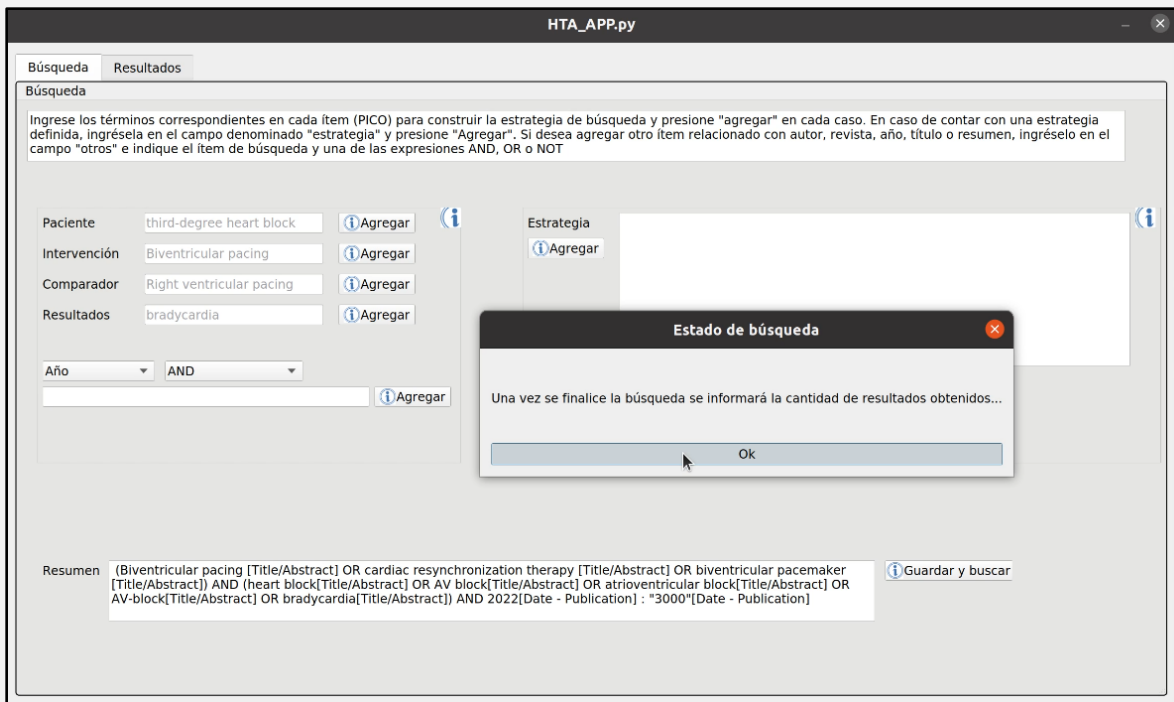 HTA_APP.py
Búsqueda Resultados
Búsqueda
Ingrese los términos correspondientes en cada ítem (PICO) para construir la estrategia de búsqueda y presione "agregar" en cada caso. En caso de contar con una estrategia
definida, ingrésela en el campo denominado "estrategia" y presione "Agregar". Si desea agregar otro ítem relacionado con autor, revista, año, título o resumen, ingréselo en el
campo "otros" e indique el ítem de búsqueda y una de las expresiones AND, OR o NOT
Paciente third-degree heart block Agregar
Intervención Biventricular pacing Agregar
Comparador Right ventricular pacing Agregar
Resultados bradycardia Agregar
Año AND
Agregar
Estrategia
Agregar
Estado de búsqueda
Una vez se finalice la búsqueda se informará la cantidad de resultados obtenidos...
Ok
Resumen (Biventricular pacing [Title/Abstract] OR cardiac resynchronization therapy [Title/Abstract] OR biventricular pacemaker
[Title/Abstract]) AND (heart block[Title/Abstract] OR AV block[Title/Abstract] OR atrioventricular block[Title/Abstract] OR
AV-block[Title/Abstract] OR bradycardia[Title/Abstract]) AND 2022[Date - Publication] : "3000"[Date - Publication]
Guardar y buscar